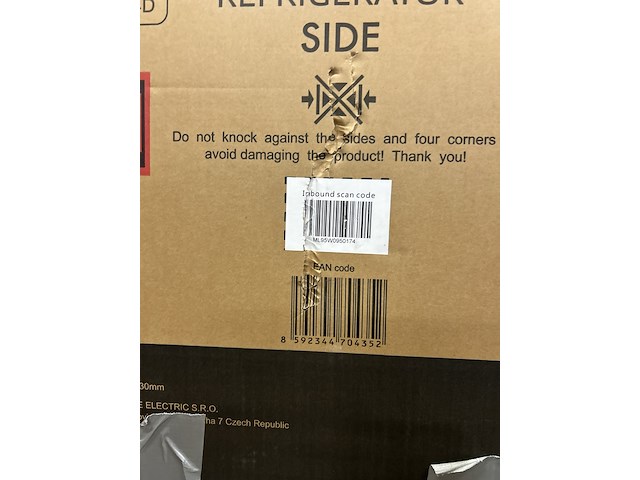 REFRIGERATOR
SIDE
Do not knock against the sides and four corners
avoid damaging the product! Thank you!
Inbound scan code
ML95W0950174
EAN code
8 592344 704352
30mm
E ELECTRIC S.R.O.
ha 7 Czech Republic